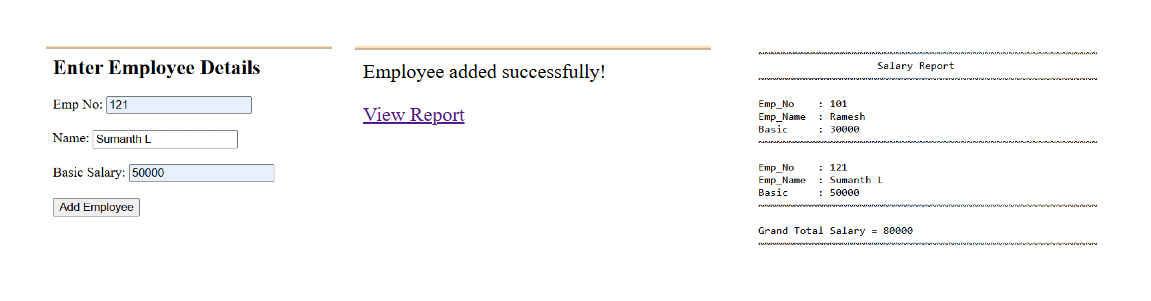 Enter Employee Details
Emp No: 121
Name: Sumanth L
Basic Salary: 50000
Add Employee
Employee added successfully!
View Report
~~~~~~~~~~~~~~~~~~~~~~~~~~~~~~~~~~~~~~~~~~~~~~~~~~~~~~~~~
Salary Report
~~~~~~~~~~~~~~~~~~~~~~~~~~~~~~~~~~~~~~~~~~~~~~~~~~~~~~~~~
Emp_No : 101
Emp_Name : Ramesh
Basic : 30000
~~~~~~~~~~~~~~~~~~~~~~~~~~~~~~~~~~~~~~~~~~~~~~~~~~~~~~~~~
Emp_No : 121
Emp_Name : Sumanth L
Basic : 50000
~~~~~~~~~~~~~~~~~~~~~~~~~~~~~~~~~~~~~~~~~~~~~~~~~~~~~~~~~
Grand Total Salary = 80000
~~~~~~~~~~~~~~~~~~~~~~~~~~~~~~~~~~~~~~~~~~~~~~~~~~~~~~~~~